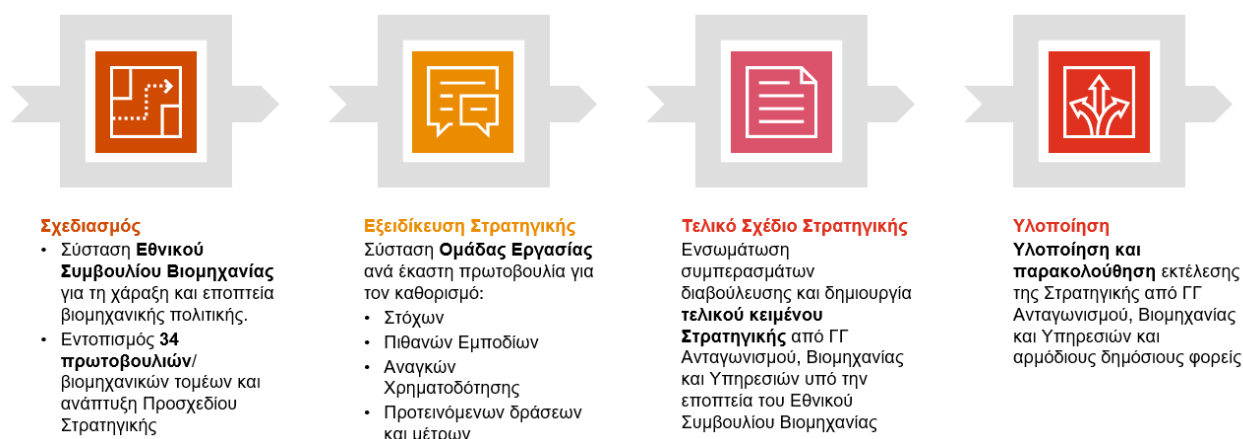 Σχεδιασμός
• Σύσταση Εθνικού
Συμβουλίου Βιομηχανίας
για τη χάραξη και εποπτεία
βιομηχανικής πολιτικής.
• Εντοπισμός 34
πρωτοβουλιών/
βιομηχανικών τομέων και
ανάπτυξη Προσχεδίου
Στρατηγικής
Εξειδίκευση Στρατηγικής
Σύσταση Ομάδας Εργασίας
ανά έκαστη πρωτοβουλία για
τον καθορισμό:
• Στόχων
• Πιθανών Εμποδίων
• Αναγκών
Χρηματοδότησης
• Προτεινόμενων δράσεων
και μέτρων
Τελικό Σχέδιο Στρατηγικής
Ενσωμάτωση
συμπερασμάτων
διαβούλευσης και δημιουργία
τελικού κειμένου
Στρατηγικής από ΓΓ
Ανταγωνισμού, Βιομηχανίας
και Υπηρεσιών υπό την
εποπτεία του Εθνικού
Συμβουλίου Βιομηχανίας
Υλοποίηση
Υλοποίηση και
παρακολούθηση εκτέλεσης
της Στρατηγικής από ΓΓ
Ανταγωνισμού, Βιομηχανίας
και Υπηρεσιών και
αρμόδιους δημόσιους φορείς